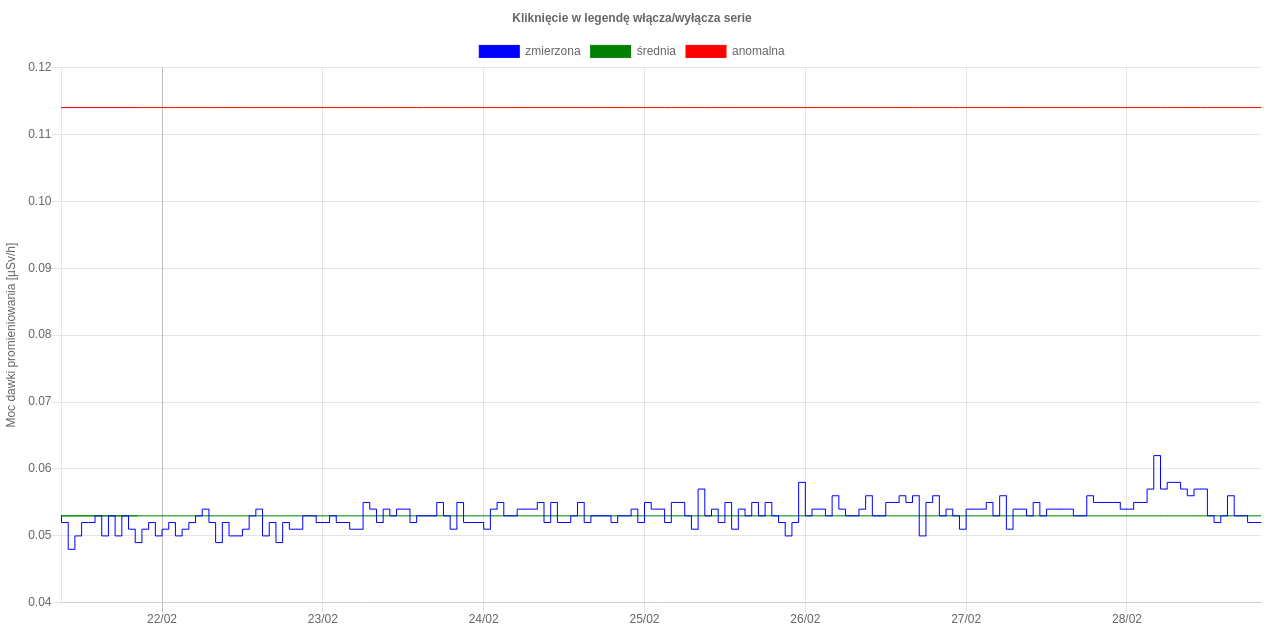 Kliknięcie w legendę włącza/wyłącza serie
zmierzona średnia anomalna
Moc dawki promieniowania [µSv/h]
0.12
0.11
0.10
0.09
0.08
0.07
0.06
0.05
0.04
22/02 23/02 24/02 25/02 26/02 27/02 28/02